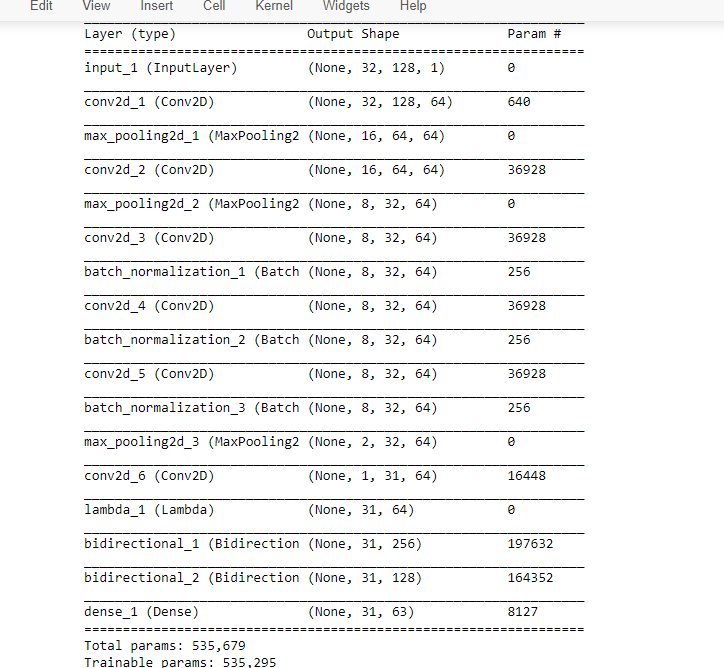 Edit View Insert Cell Kernel Widgets Help
Layer (type) Output Shape Param #
=================================================================
input_1 (InputLayer) (None, 32, 128, 1) 0
conv2d_1 (Conv2D) (None, 32, 128, 64) 640
max_pooling2d_1 (MaxPooling2 (None, 16, 64, 64) 0
conv2d_2 (Conv2D) (None, 16, 64, 64) 36928
max_pooling2d_2 (MaxPooling2 (None, 8, 32, 64) 0
conv2d_3 (Conv2D) (None, 8, 32, 64) 36928
batch_normalization_1 (Batch (None, 8, 32, 64) 256
conv2d_4 (Conv2D) (None, 8, 32, 64) 36928
batch_normalization_2 (Batch (None, 8, 32, 64) 256
conv2d_5 (Conv2D) (None, 8, 32, 64) 36928
batch_normalization_3 (Batch (None, 8, 32, 64) 256
max_pooling2d_3 (MaxPooling2 (None, 2, 32, 64) 0
conv2d_6 (Conv2D) (None, 1, 31, 64) 16448
lambda_1 (Lambda) (None, 31, 64) 0
bidirectional_1 (Bidirection (None, 31, 256) 197632
bidirectional_2 (Bidirection (None, 31, 128) 164352
dense_1 (Dense) (None, 31, 63) 8127
=================================================================
Total params: 535,679
Trainable params: 535,295